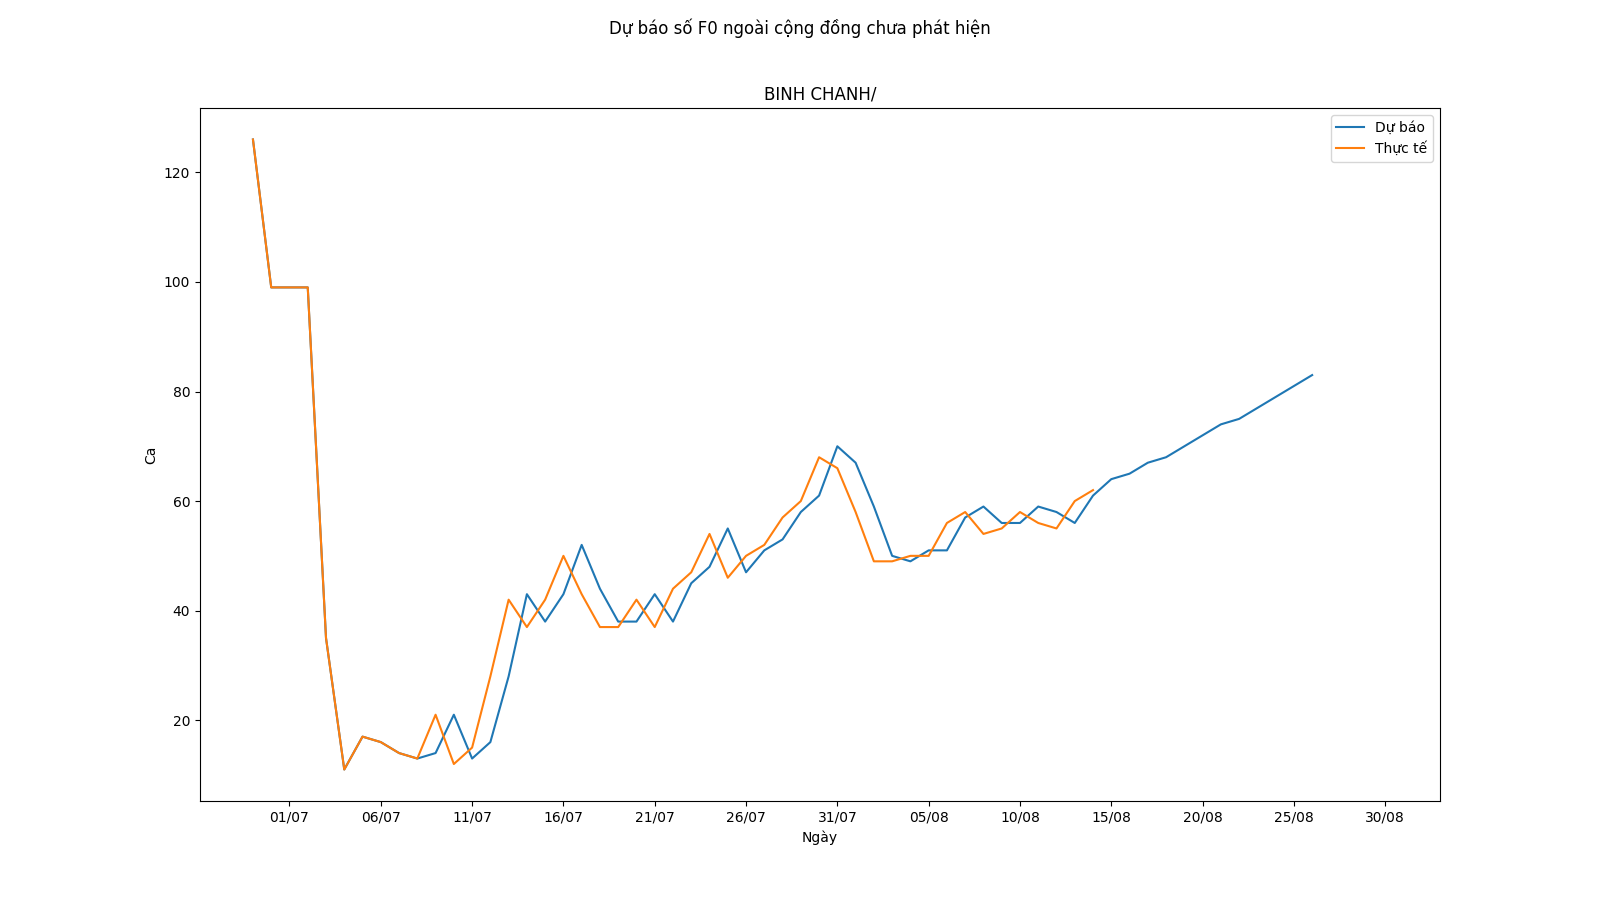 Dự báo số F0 ngoài cộng đồng chưa phát hiện
BINH CHANH/
Dự báo
Thực tế
120
100
80
60
40
20
Ca
01/07 06/07 11/07 16/07 21/07 26/07 31/07 05/08 10/08 15/08 20/08 25/08 30/08
Ngày